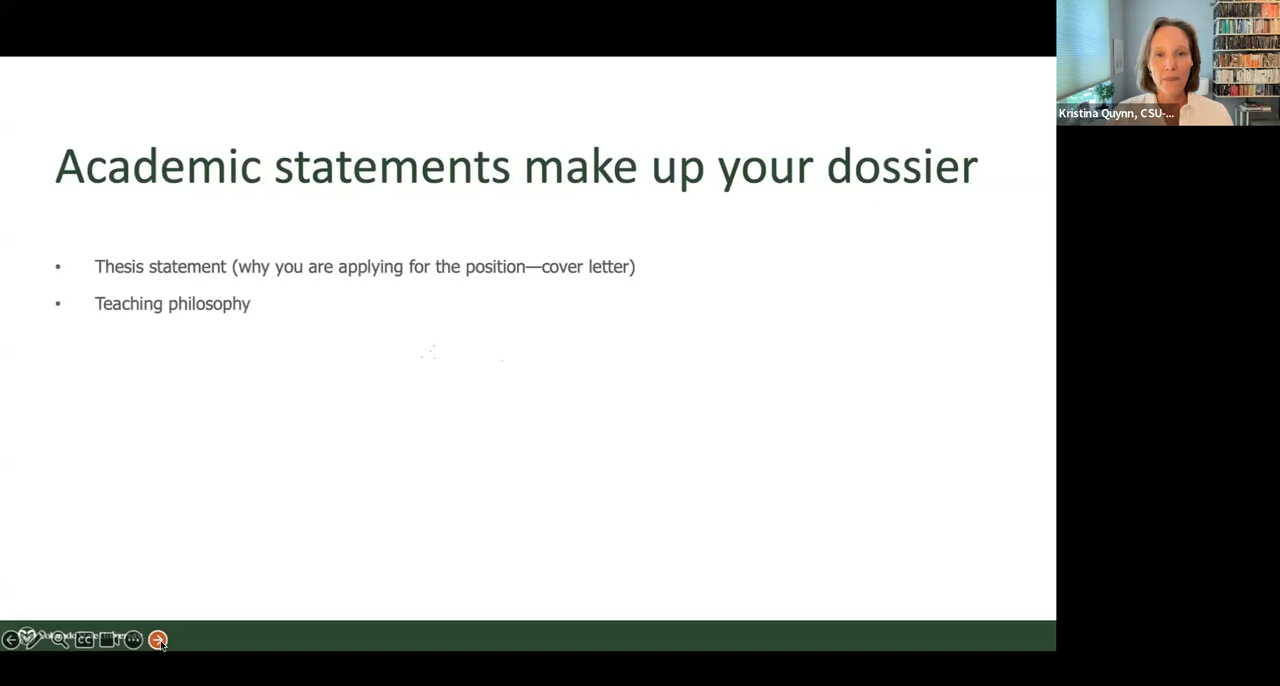 Academic statements make up your dossier
• Thesis statement (why you are applying for the position—cover letter)
• Teaching philosophy
Kristina Quynn, CSU-...
CC